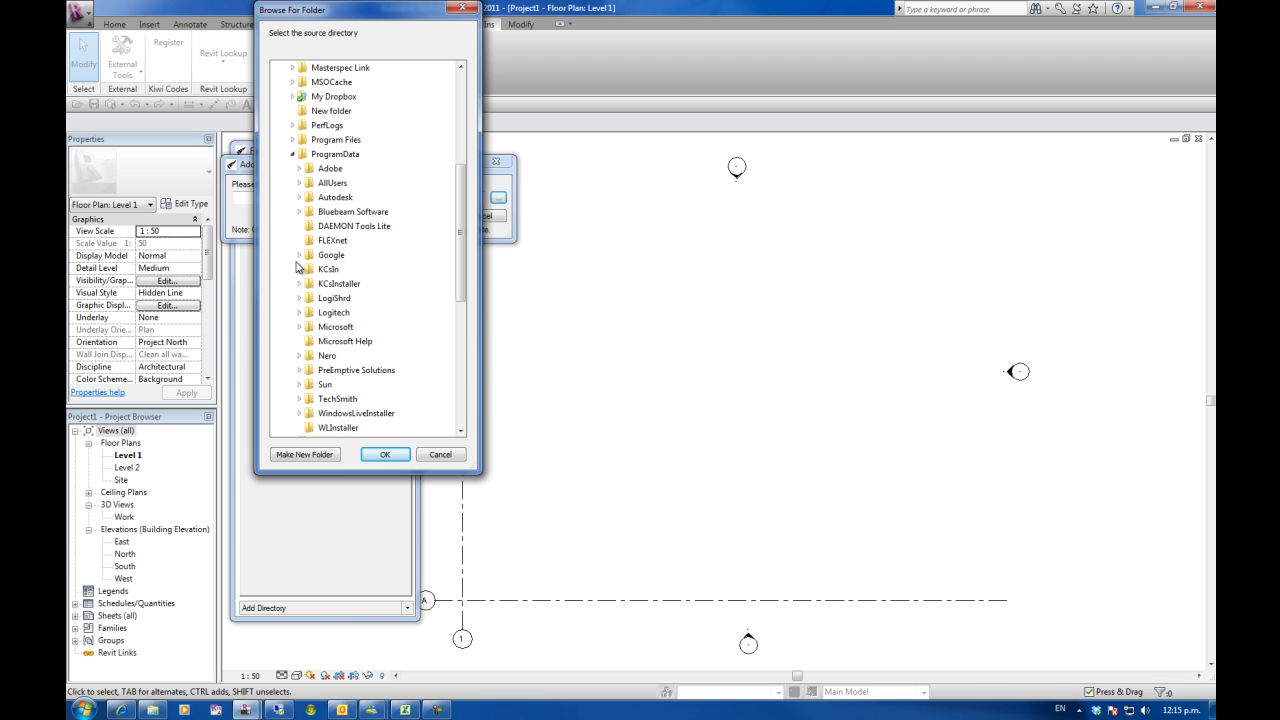 Browse For Folder
2011 - [Project1 - Floor Plan: Level 1]
Type a keyword or phrase
Home Insert Annotate Structure Modify
Modify
External Tools
Register
Revit Lookup
Select External Kiwi Codes Revit Lookup
Select the source directory
Masterspec Link
MSOCache
My Dropbox
New folder
PerfLogs
Program Files
ProgramData
Adobe
AllUsers
Autodesk
Bluebeam Software
DAEMON Tools Lite
FLEXnet
Google
KCsIn
KCsInstaller
LogiShrd
Logitech
Microsoft
Microsoft Help
Nero
PreEmptive Solutions
Sun
TechSmith
WindowsLiveInstaller
WLInstaller
Make New Folder OK Cancel
Please
Note:
Add Directory
Properties
Floor Plan: Level 1 Edit Type
Graphics
View Scale 1 : 50
Scale Value 1: 50
Display Model Normal
Detail Level Medium
Visibility/Grap... Edit...
Visual Style Hidden Line
Graphic Displ... Edit...
Underlay None
Underlay Orie... Plan
Orientation Project North
Wall Join Disp... Clean all wa...
Discipline Architectural
Color Scheme... Background
Properties help Apply
Project1 - Project Browser
Views (all)
Floor Plans
Level 1
Level 2
Site
Ceiling Plans
3D Views
Work
Elevations (Building Elevation)
East
North
South
West
Legends
Schedules/Quantities
Sheets (all)
Families
Groups
Revit Links
A
1
1 : 50
Click to select, TAB for alternates, CTRL adds, SHIFT unselects.
Main Model
Press & Drag
:0
EN 12:15 p.m.